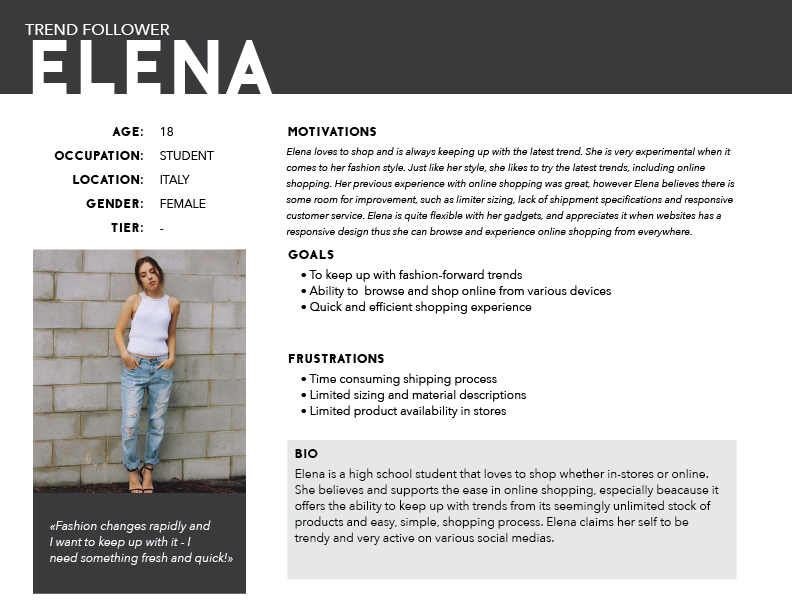 TREND FOLLOWER
ELENA
AGE: 18
OCCUPATION: STUDENT
LOCATION: ITALY
GENDER: FEMALE
TIER: -
«Fashion changes rapidly and
I want to keep up with it - I
need something fresh and quick!»
MOTIVATIONS
Elena loves to shop and is always keeping up with the latest trend. She is very experimental when it
comes to her fashion style. Just like her style, she likes to try the latest trends, including online
shopping. Her previous experience with online shopping was great, however Elena believes there is
some room for improvement, such as limiter sizing, lack of shippment specifications and responsive
customer service. Elena is quite flexible with her gadgets, and appreciates it when websites has a
responsive design thus she can browse and experience online shopping from everywhere.
GOALS
• To keep up with fashion-forward trends
• Ability to browse and shop online from various devices
• Quick and efficient shopping experience
FRUSTRATIONS
• Time consuming shipping process
• Limited sizing and material descriptions
• Limited product availability in stores
BIO
Elena is a high school student that loves to shop whether in-stores or online.
She believes and supports the ease in online shopping, especially beacause it
offers the ability to keep up with trends from its seemingly unlimited stock of
products and easy, simple, shopping process. Elena claims her self to be
trendy and very active on various social medias.